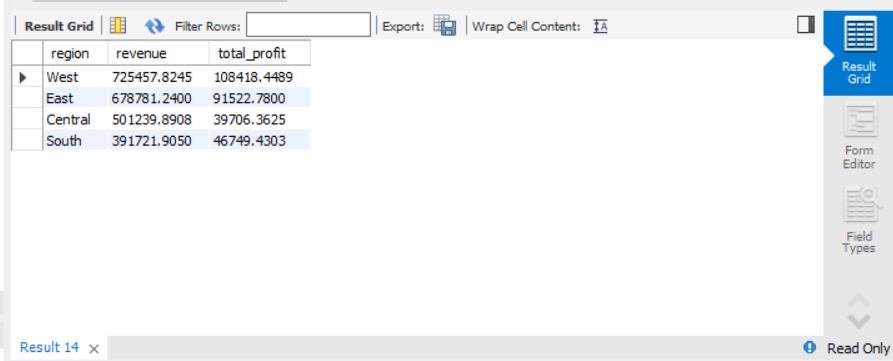 Result Grid Filter Rows: Export: Wrap Cell Content: IA
region revenue total_profit
West 725457.8245 108418.4489
East 678781.2400 91522.7800
Central 501239.8908 39706.3625
South 391721.9050 46749.4303
Result
Grid
Form
Editor
Field
Types
Result 14 ×
Read Only